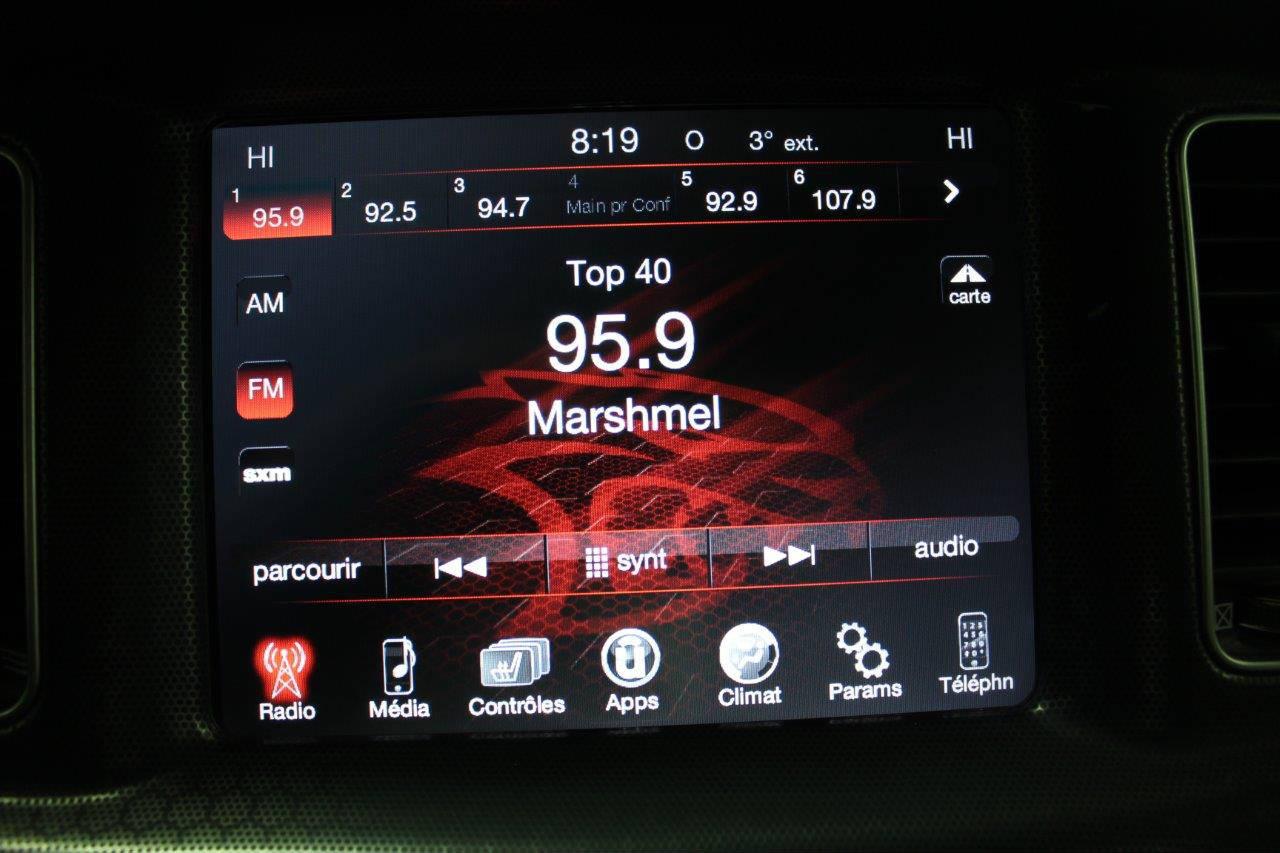 HI 8:19 O 3° ext. HI
1 95.9 2 92.5 3 94.7 4 Main pr Conf 5 92.9 6 107.9
Top 40
carte
AM
95.9
FM
Marshmel
sxm
parcourir synt audio
Radio Média Contrôles Apps Climat Params Téléphn